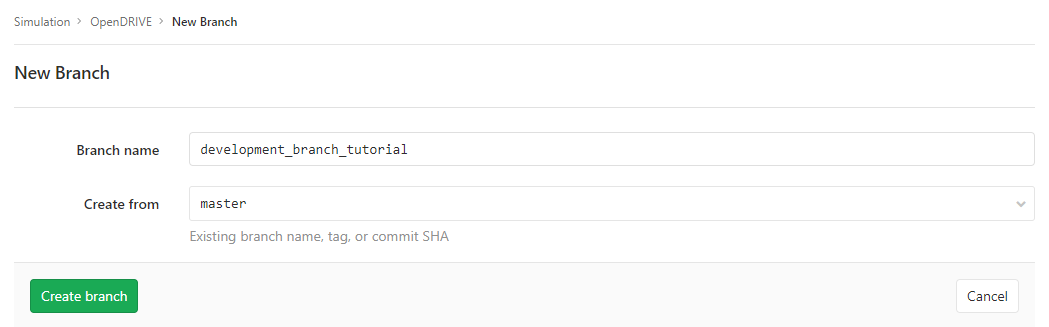 Simulation > OpenDRIVE > New Branch
New Branch
Branch name development_branch_tutorial
Create from master
Existing branch name, tag, or commit SHA
Create branch Cancel